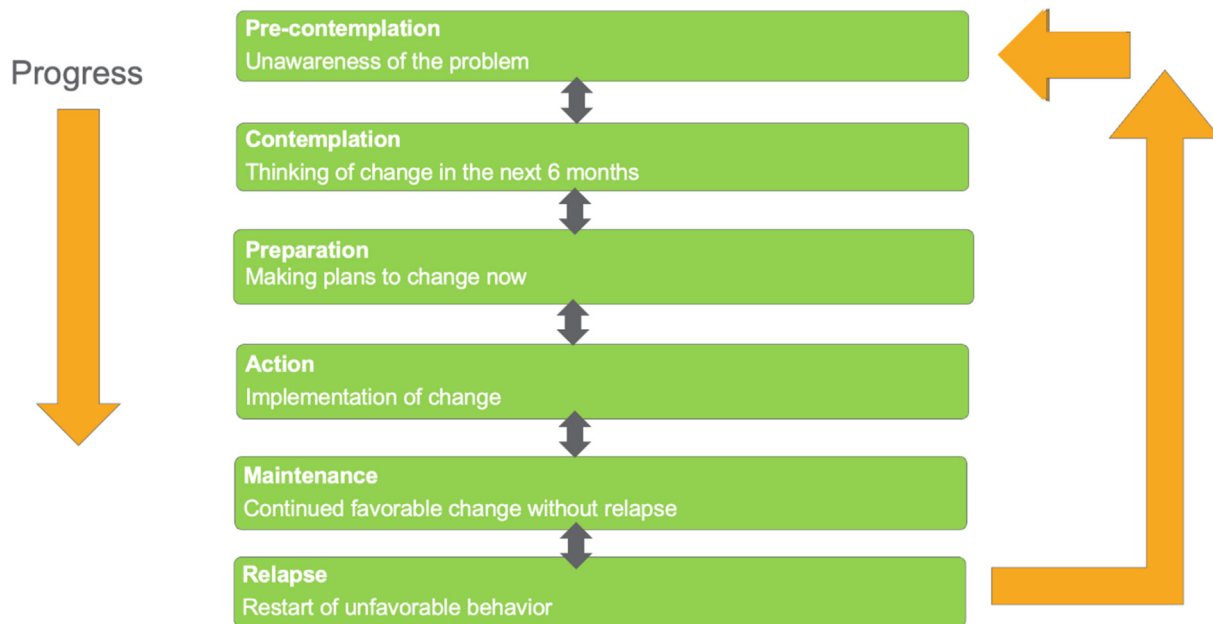 Pre-contemplation
Unawareness of the problem
Progress
Contemplation
Thinking of change in the next 6 months
Preparation
Making plans to change now
Action
Implementation of change
Maintenance
Continued favorable change without relapse
Relapse
Restart of unfavorable behavior